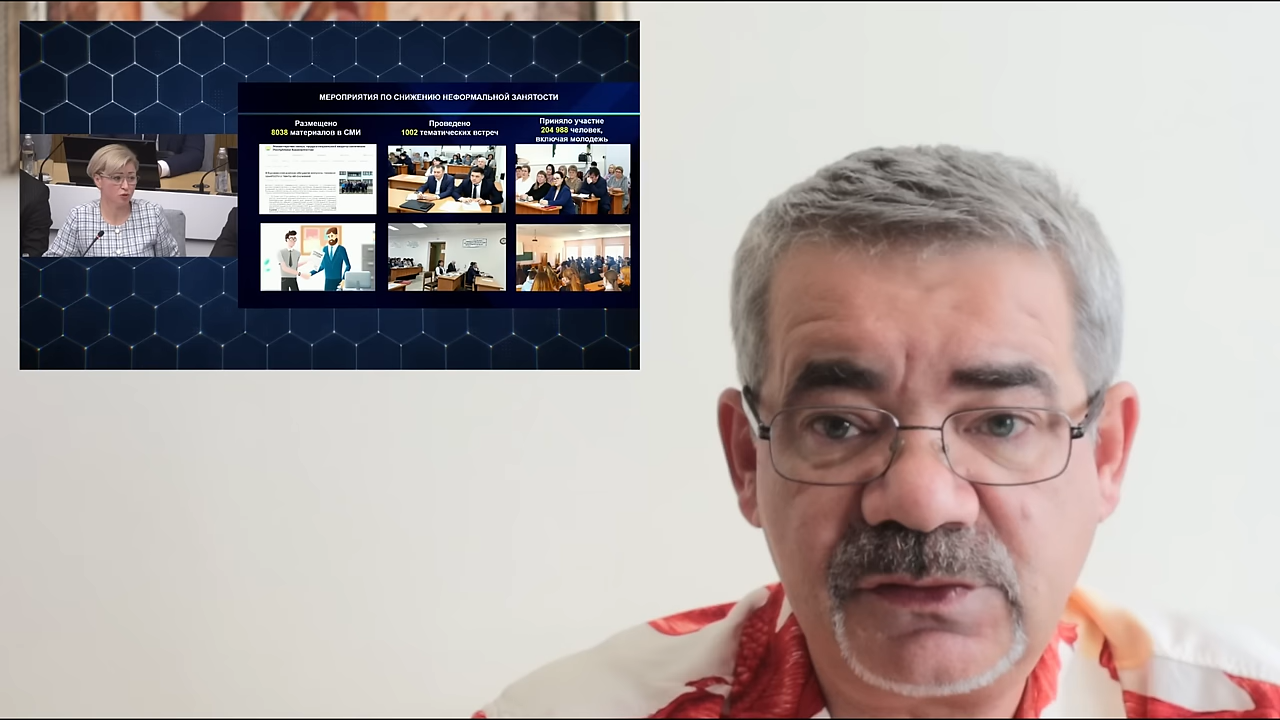 МЕРОПРИЯТИЯ ПО СНИЖЕНИЮ НЕФОРМАЛЬНОЙ ЗАНЯТОСТИ
Размещено
8038 материалов в СМИ
Проведено
1002 тематических встреч
Приняло участие
204 988 человек,
включая молодежь